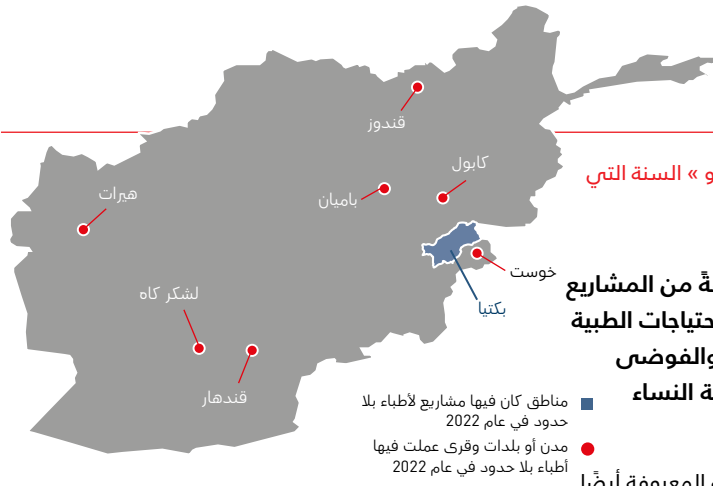 قندوز
و » السنة التي
كابول
باميان
هيرات
خوست
ةً من المشاريع
بكتيا
حتياجات الطبية
لشكر كاه
والفوضى
قندهار
ة النساء
مناطق كان فيها مشاريع لأطباء بلا
حدود في عام 2022
مدن أو بلدات وقرى عملت فيها
أطباء بلا حدود في عام 2022
المعروفة أيضًا